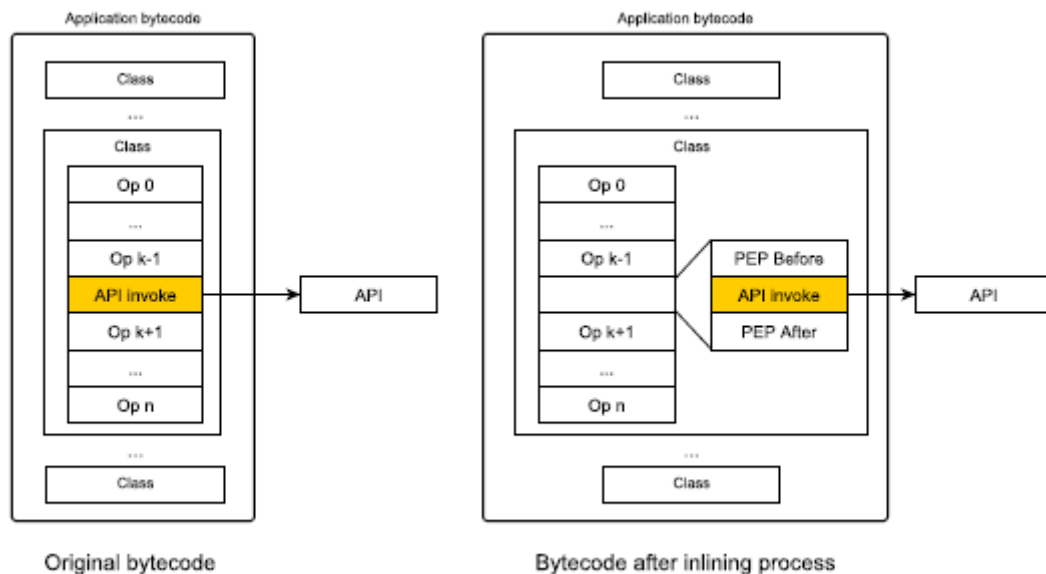 Application bytecode
Class
...
Class
Op 0
...
Op k-1
API invoke
Op k+1
...
Op n
...
Class
API
Original bytecode
Application bytecode
Class
...
Class
Op 0
...
Op k-1
Op k+1
...
Op n
PEP Before
API invoke
PEP After
...
Class
API
Bytecode after inlining process